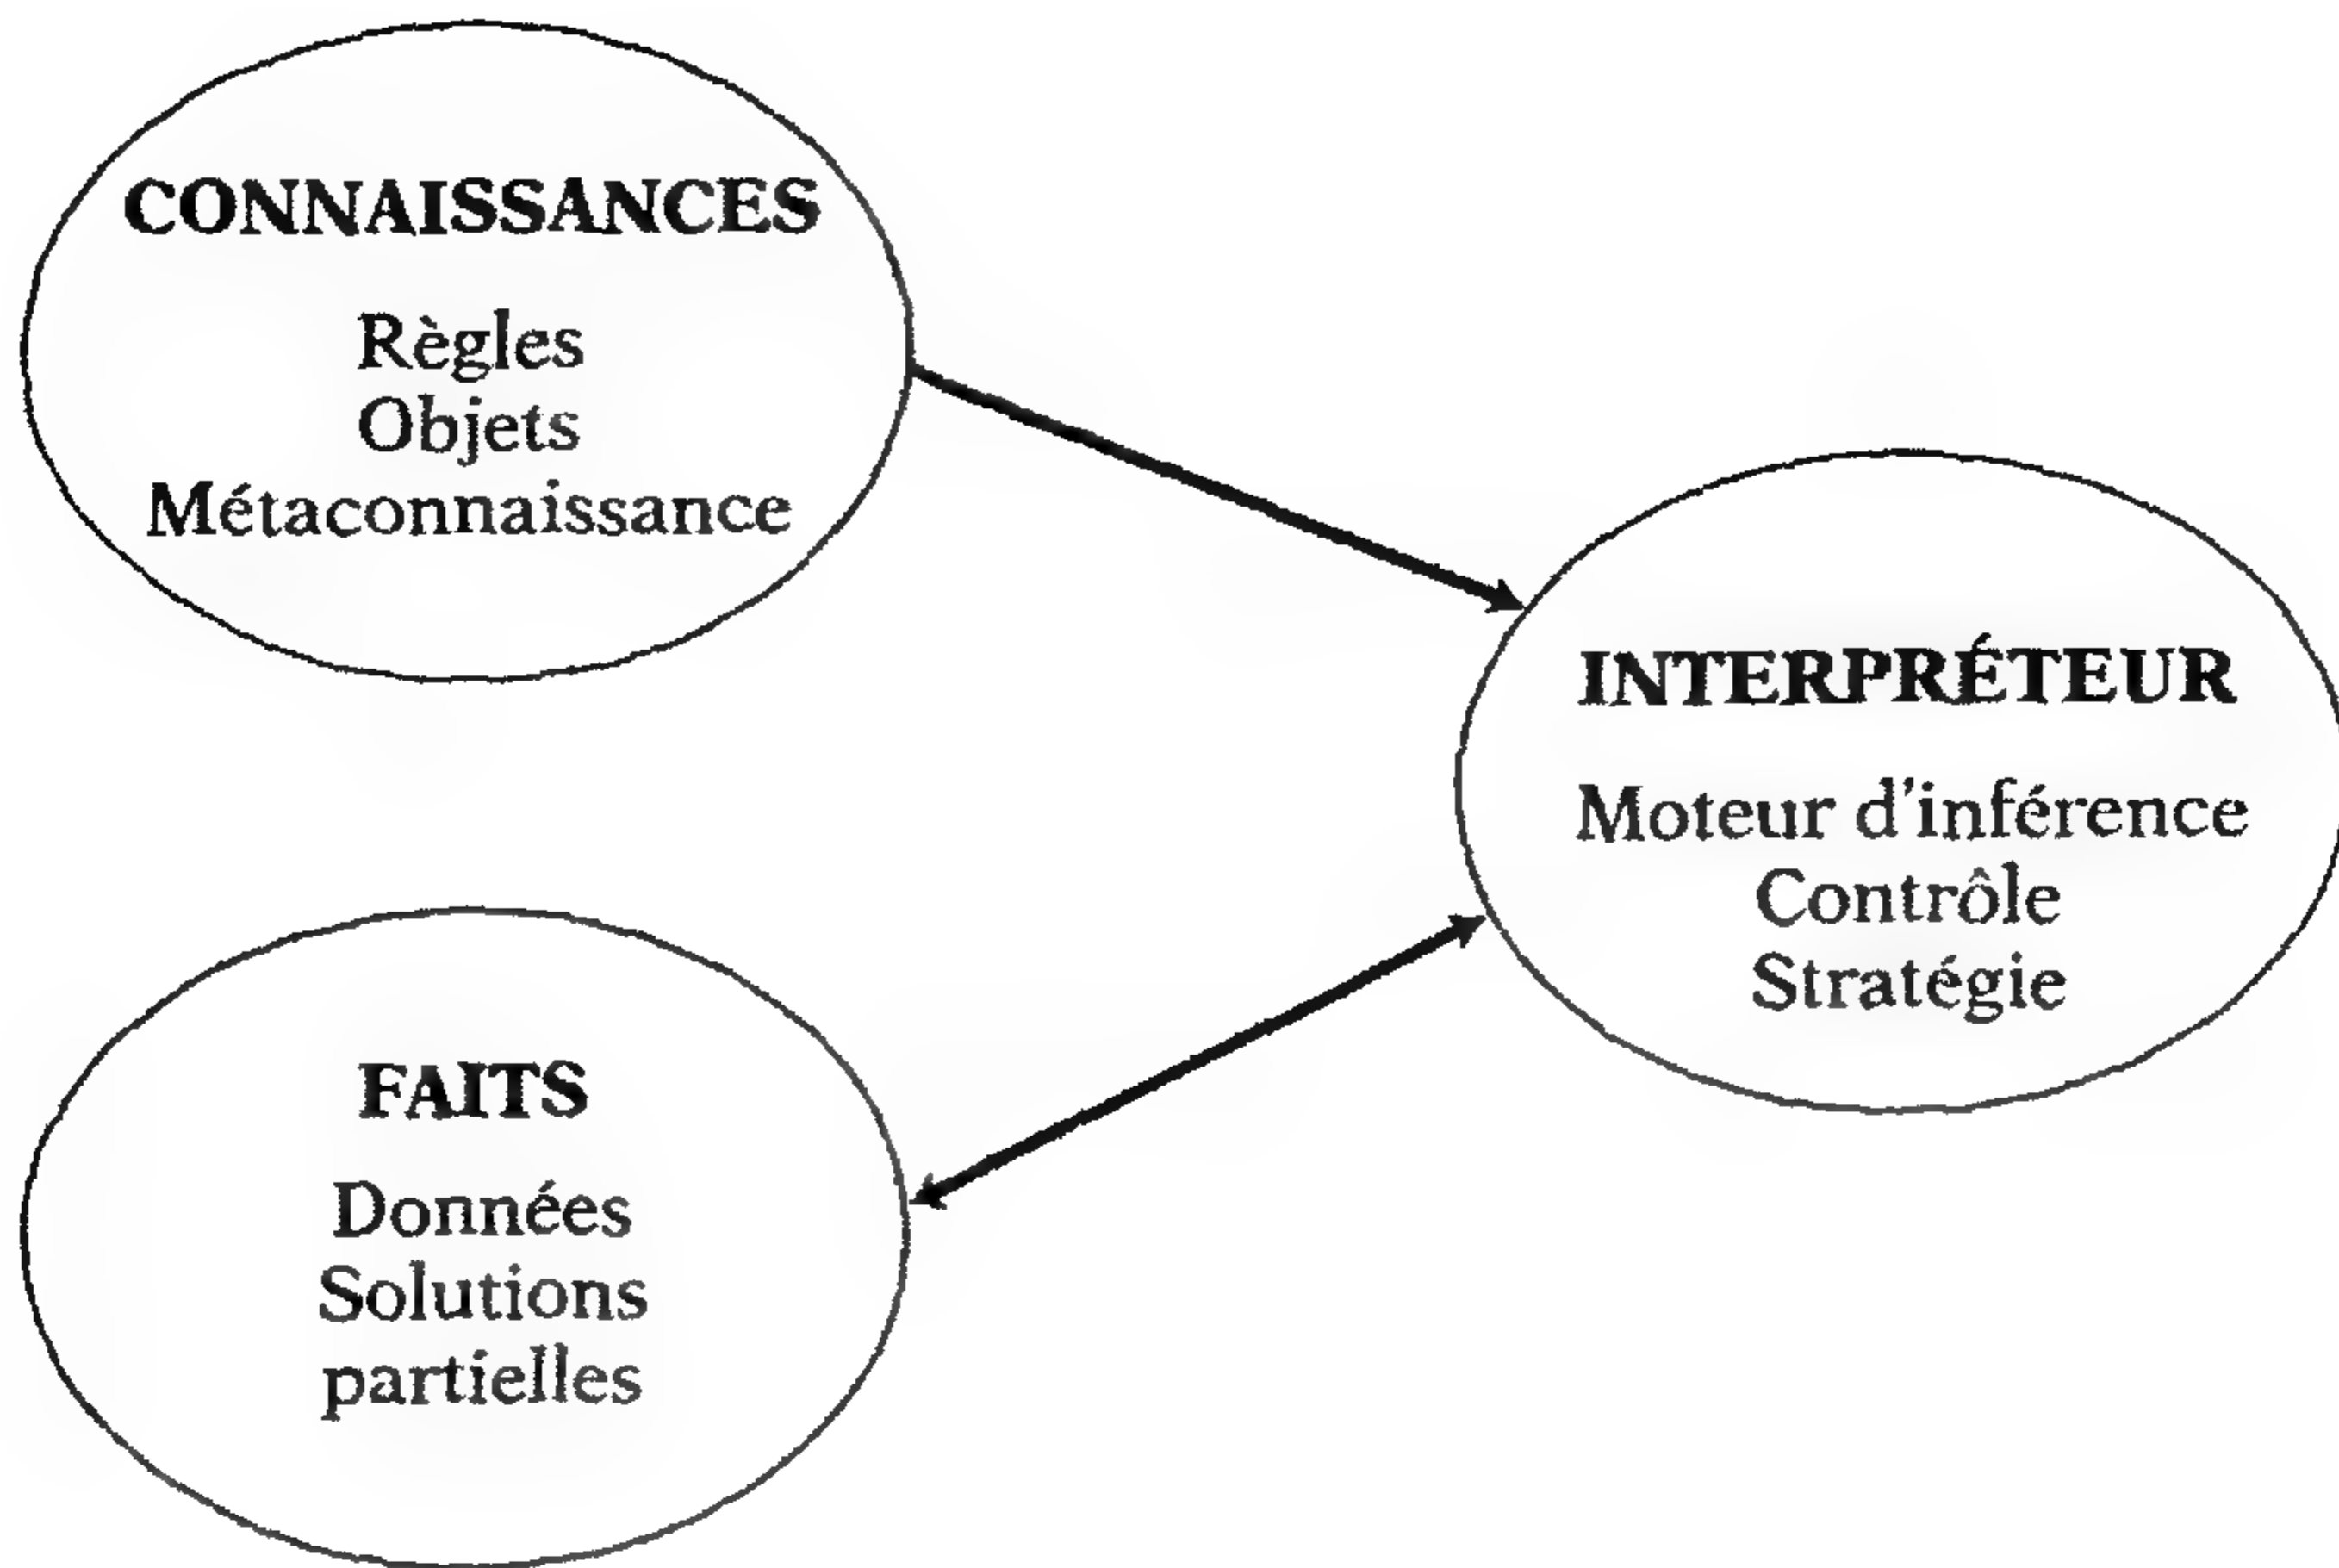 CONNAISSANCES
Règles
Objets
Métaconnaissance
INTERPRÉTEUR
Moteur d'inférence
Contrôle
Stratégie
FAITS
Données
Solutions
partielles